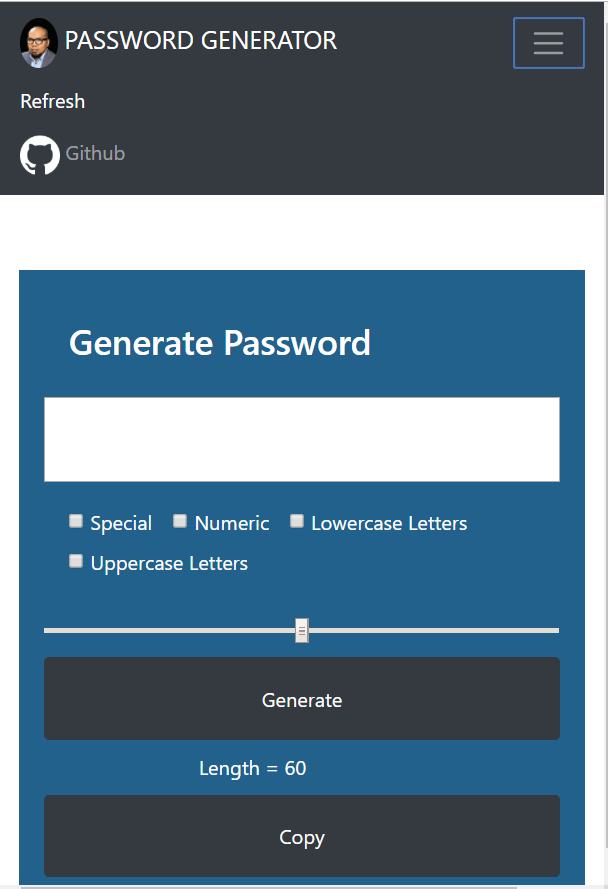 PASSWORD GENERATOR
Refresh
Github
Generate Password
Special Numeric Lowercase Letters
Uppercase Letters
Generate
Length = 60
Copy